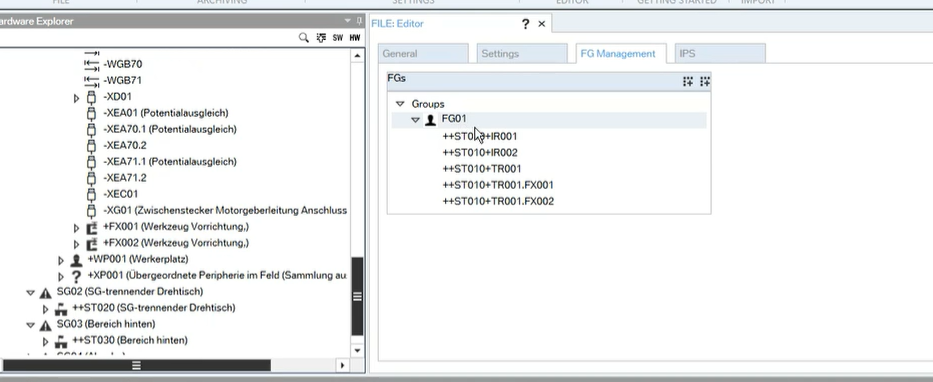 FILE
ARCHIVING
SETTINGS
EDITOR
GETTING STARTED
IMPORT
ardware Explorer
SW HW
-WGB70
-WGB71
-XD01
-XEA01 (Potentialausgleich)
-XEA70.1 (Potentialausgleich)
-XEA70.2
-XEA71.1 (Potentialausgleich)
-XEA71.2
-XEC01
-XG01 (Zwischenstecker Motorgeberleitung Anschluss
+FX001 (Werkzeug Vorrichtung,)
+FX002 (Werkzeug Vorrichtung,)
+WP001 (Werkerplatz)
+XP001 (Übergeordnete Peripherie im Feld (Sammlung au
SG02 (SG-trennender Drehtisch)
++ST020 (SG-trennender Drehtisch)
SG03 (Bereich hinten)
++ST030 (Bereich hinten)
FILE: Editor ? ×
General
Settings
FG Management
IPS
FGs
Groups
FG01
++ST010+IR001
++ST010+IR002
++ST010+TR001
++ST010+TR001.FX001
++ST010+TR001.FX002